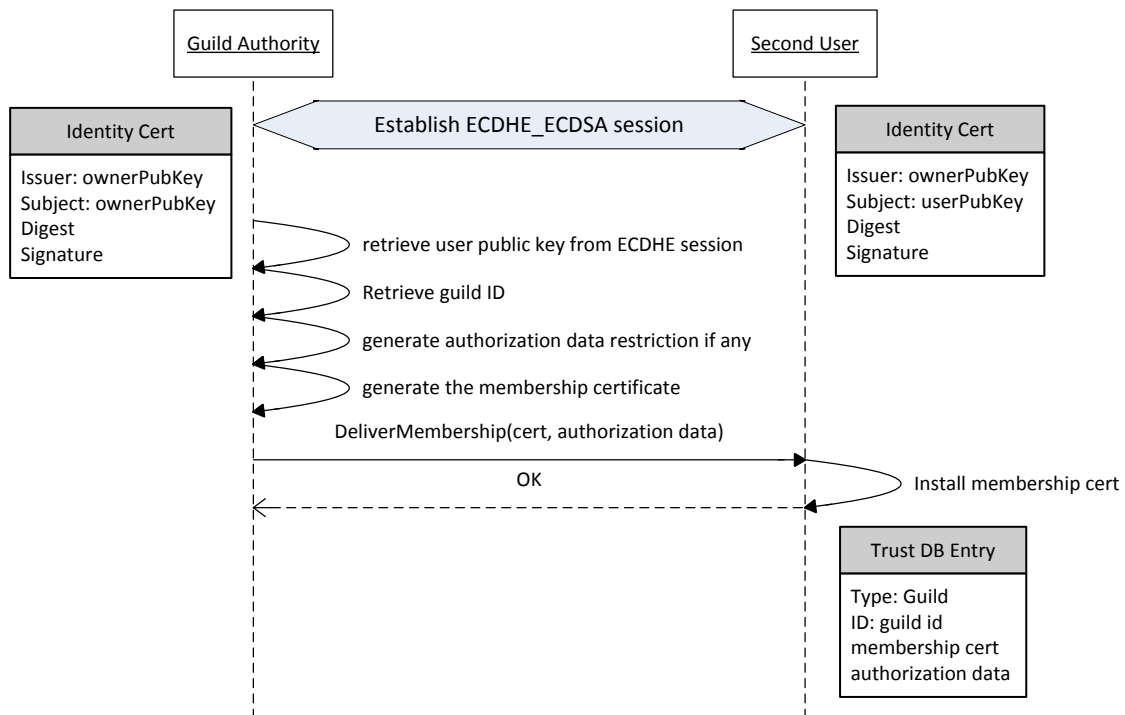 Guild Authority
Second User
Establish ECDHE_ECDSA session
Identity Cert
Issuer: ownerPubKey
Subject: ownerPubKey
Digest
Signature
Identity Cert
Issuer: ownerPubKey
Subject: userPubKey
Digest
Signature
retrieve user public key from ECDHE session
Retrieve guild ID
generate authorization data restriction if any
generate the membership certificate
DeliverMembership(cert, authorization data)
OK
Install membership cert
Trust DB Entry
Type: Guild
ID: guild id
membership cert
authorization data